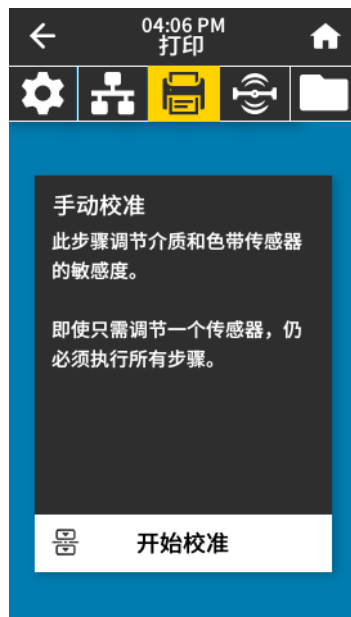 04:06 PM
打印
手动校准
此步骤调节介质和色带传感器
的敏感度。
即使只需调节一个传感器，仍
必须执行所有步骤。
开始校准